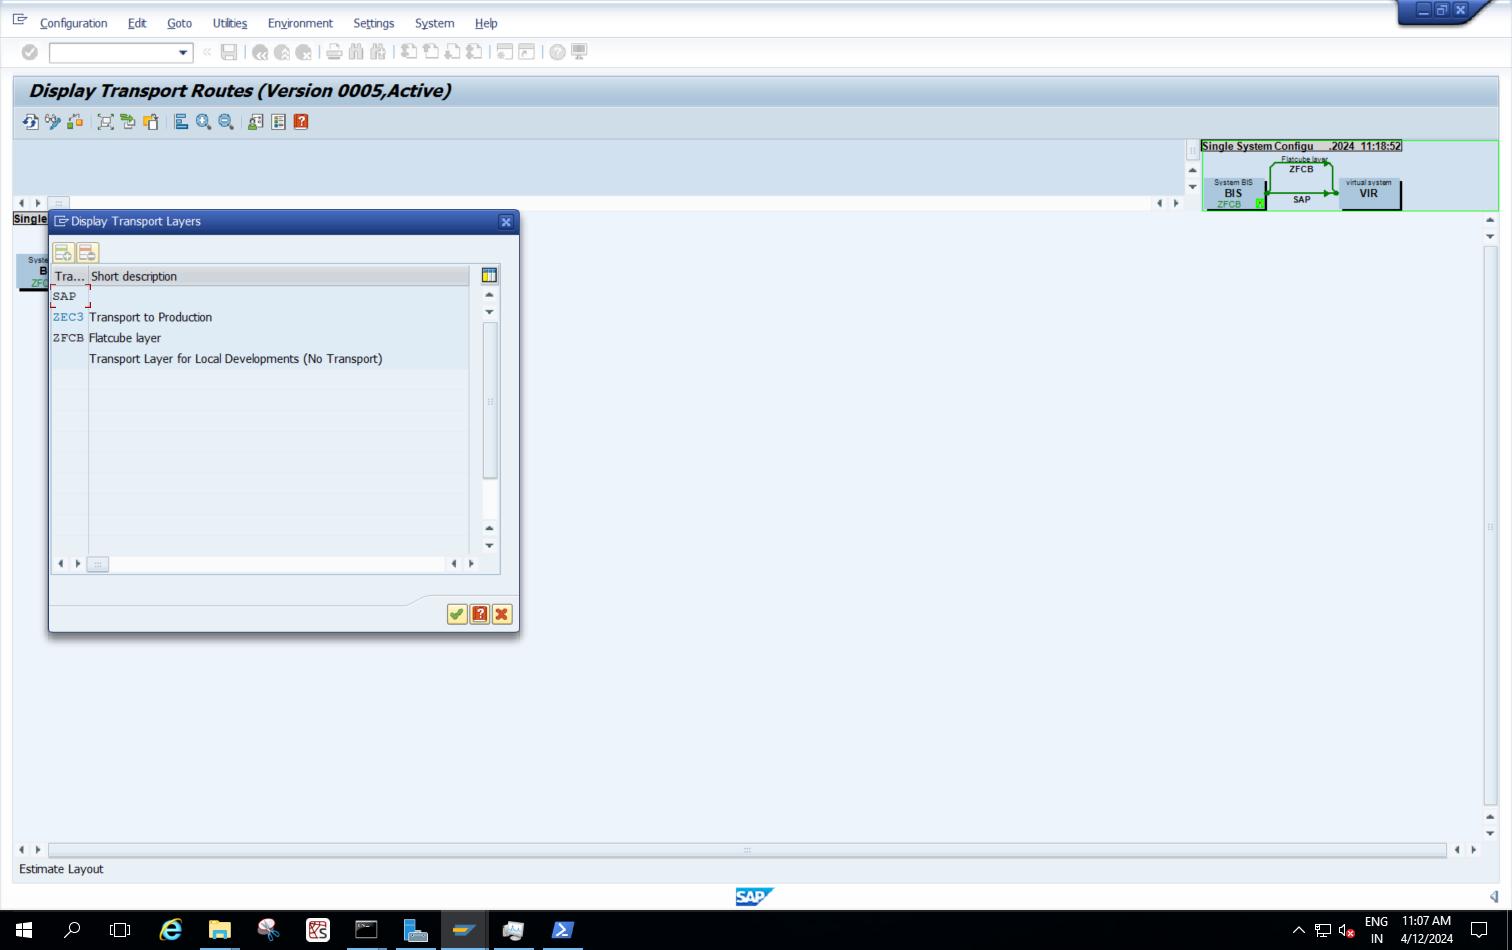 Configuration Edit Goto Utilities Environment Settings System Help
Display Transport Routes (Version 0005,Active)
Single System Configu .2024 11:18:52
Flatcube layer
ZFCB
System BIS
BIS
ZFCB
SAP
virtual system
VIR
Single
Syste
B
ZFC
Display Transport Layers
Tra... Short description
SAP
ZEC3 Transport to Production
ZFCB Flatcube layer
Transport Layer for Local Developments (No Transport)
Estimate Layout
SAP
ENG
IN
11:07 AM
4/12/2024